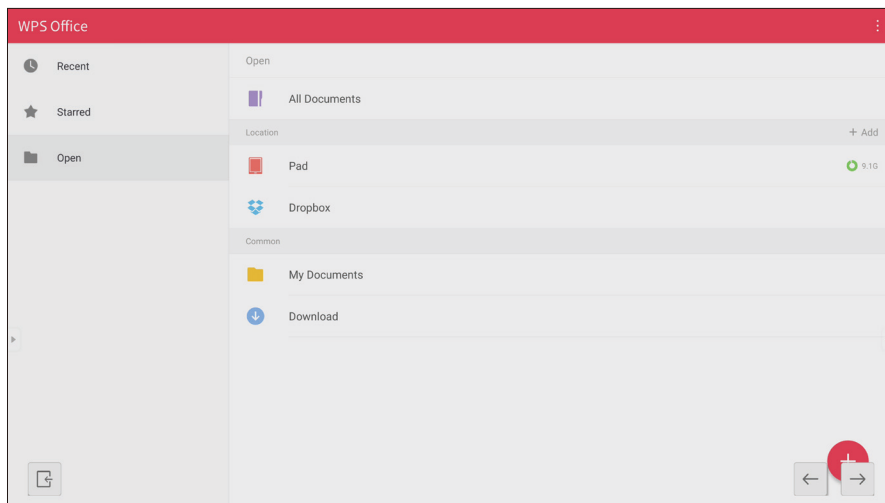 WPS Office
Recent
Starred
Open
Open
All Documents
Location
+ Add
Pad
9.1G
Dropbox
Common
My Documents
Download